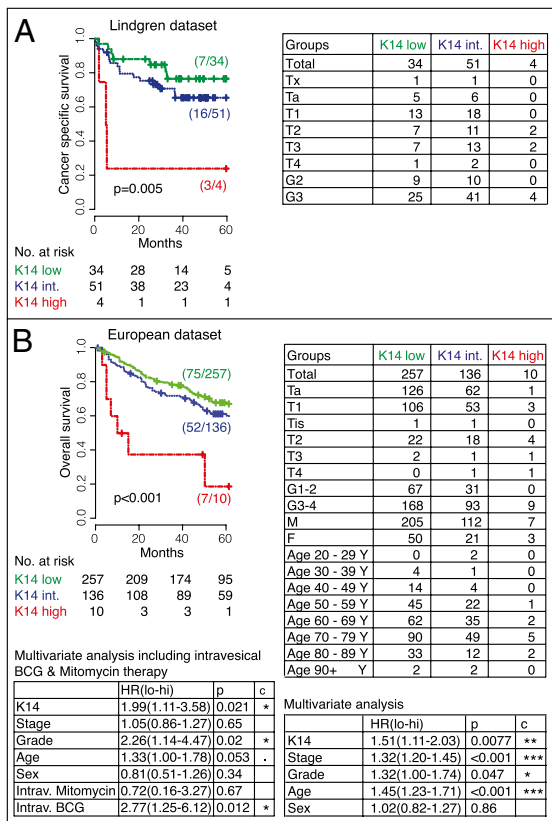 A
Lindgren dataset
Cancer specific survival
1.0
0.8
0.6
0.4
0.2
0.0
(7/34)
(16/51)
(3/4)
p=0.005
0 20 40 60
Months
No. at risk
K14 low 34 28 14 5
K14 int. 51 38 23 4
K14 high 4 1 1 1
Groups K14 low K14 int. K14 high
Total 34 51 4
Tx 1 1 0
Ta 5 6 0
T1 13 18 0
T2 7 11 2
T3 7 13 2
T4 1 2 0
G2 9 10 0
G3 25 41 4
B
European dataset
Overall survival
1.0
0.8
0.6
0.4
0.2
0.0
(75/257)
(52/136)
(7/10)
p<0.001
0 20 40 60
Months
No. at risk
K14 low 257 209 174 95
K14 int. 136 108 89 59
K14 high 10 3 3 1
Groups K14 low K14 int. K14 high
Total 257 136 10
Ta 126 62 1
T1 106 53 3
Tis 1 1 0
T2 22 18 4
T3 2 1 1
T4 0 1 1
G1-2 67 31 0
G3-4 168 93 9
M 205 112 7
F 50 21 3
Age 20 - 29 Y 0 2 0
Age 30 - 39 Y 4 1 0
Age 40 - 49 Y 14 4 0
Age 50 - 59 Y 45 22 1
Age 60 - 69 Y 62 35 2
Age 70 - 79 Y 90 49 5
Age 80 - 89 Y 33 12 2
Age 90+ Y 2 2 0
Multivariate analysis including intravesical
BCG & Mitomycin therapy
HR(lo-hi) p c
K14 1.99(1.11-3.58) 0.021 *
Stage 1.05(0.86-1.27) 0.65
Grade 2.26(1.14-4.47) 0.02 *
Age 1.33(1.00-1.78) 0.053 .
Sex 0.81(0.51-1.26) 0.34
Intrav. Mitomycin 0.72(0.16-3.27) 0.67
Intrav. BCG 2.77(1.25-6.12) 0.012 *
Multivariate analysis
HR(lo-hi) p c
K14 1.51(1.11-2.03) 0.0077 **
Stage 1.32(1.20-1.45) <0.001 ***
Grade 1.32(1.00-1.74) 0.047 *
Age 1.45(1.23-1.71) <0.001 ***
Sex 1.02(0.82-1.27) 0.86